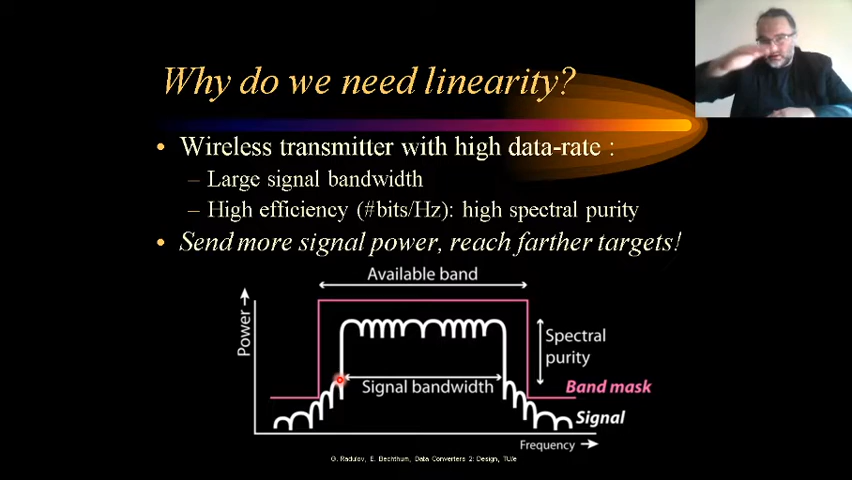 Why do we need linearity?
• Wireless transmitter with high data-rate :
– Large signal bandwidth
– High efficiency (#bits/Hz): high spectral purity
• Send more signal power, reach farther targets!
Available band
Power
Spectral
purity
Signal bandwidth
Band mask
Signal
Frequency
G. Radulov, E. Bechthum, Data Converters 2: Design, TU/e